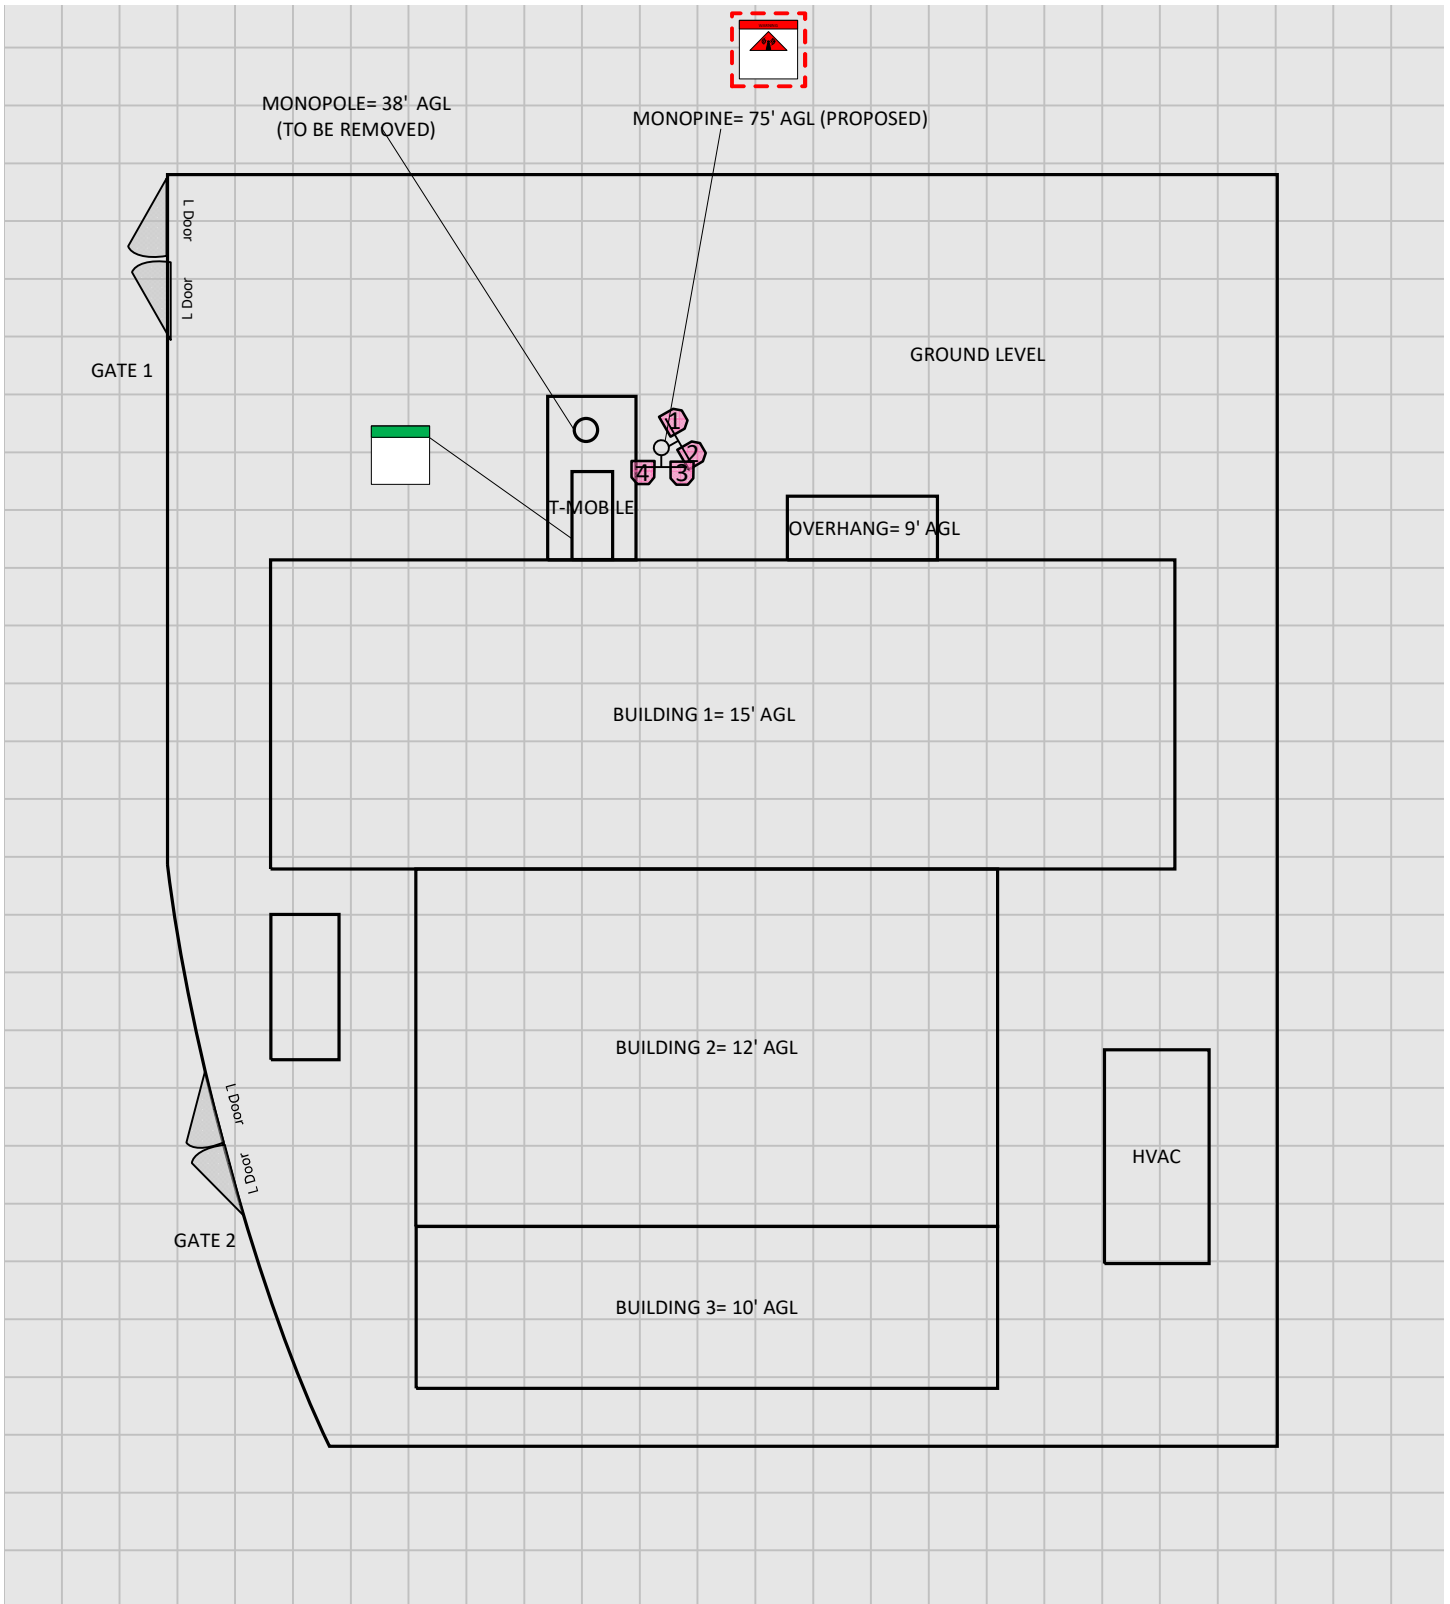 MONOPOLE= 38' AGL
(TO BE REMOVED)
MONOPINE= 75' AGL (PROPOSED)
L Door
L Door
GATE 1
GROUND LEVEL
1
2
3
4
T-MOBILE
OVERHANG= 9' AGL
BUILDING 1= 15' AGL
BUILDING 2= 12' AGL
L Door
L Door
HVAC
GATE 2
BUILDING 3= 10' AGL